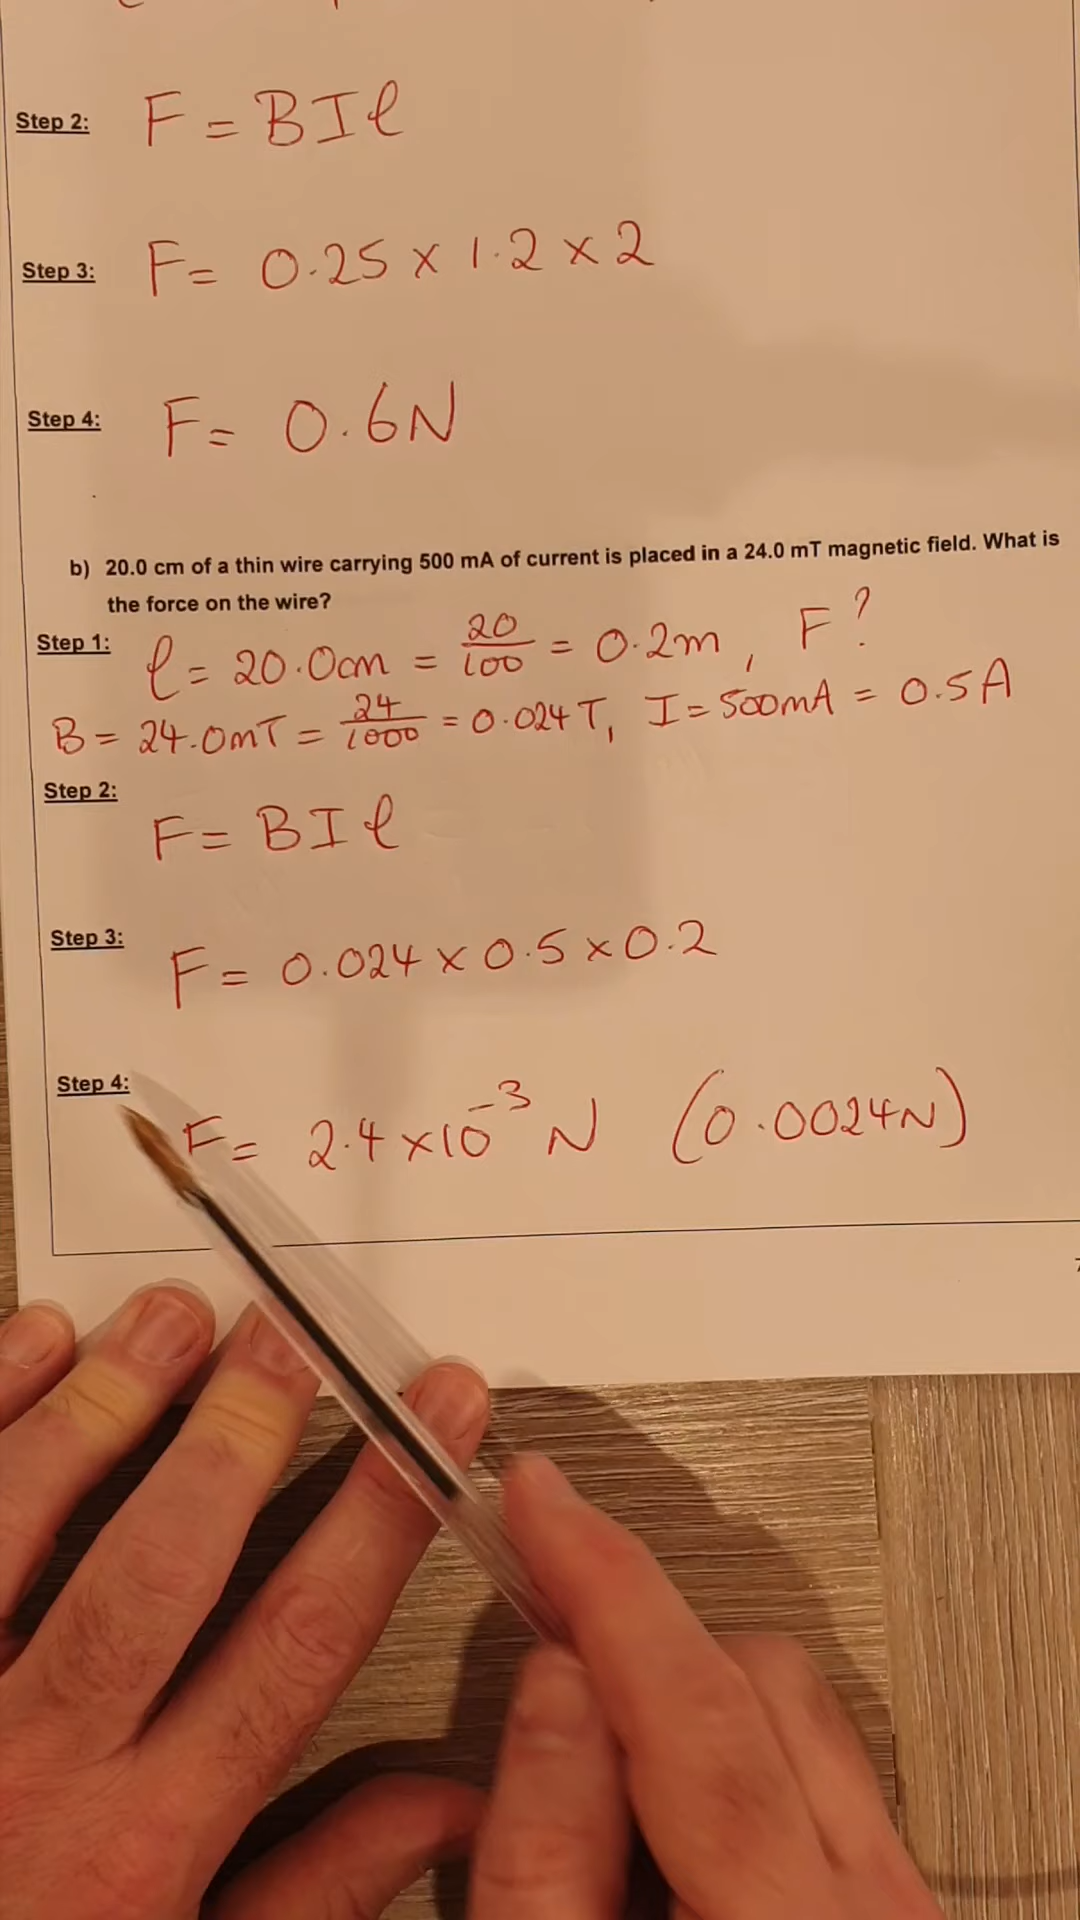 Step 2: F = BIℓ
Step 3: F= 0.25 × 1.2 × 2
Step 4: F= 0.6N
b) 20.0 cm of a thin wire carrying 500 mA of current is placed in a 24.0 mT magnetic field. What is
the force on the wire?
Step 1: ℓ = 20.0cm = 20/100 = 0.2m, F?
B = 24.0mT = 24/1000 = 0.024T, I = 500mA = 0.5A
Step 2:
F = BIℓ
Step 3:
F = 0.024 × 0.5 × 0.2
Step 4:
F= 2.4×10⁻³ N (0.0024N)